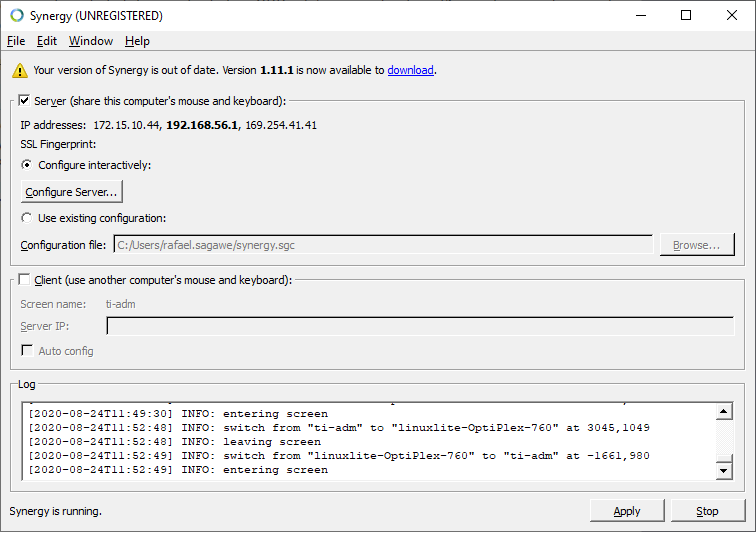 Synergy (UNREGISTERED)
File Edit Window Help
Your version of Synergy is out of date. Version 1.11.1 is now available to download.
Server (share this computer's mouse and keyboard):
IP addresses: 172.15.10.44, 192.168.56.1, 169.254.41.41
SSL Fingerprint:
Configure interactively:
Configure Server...
Use existing configuration:
Configuration file: C:/Users/rafael.sagawe/synergy.sgc Browse...
Client (use another computer's mouse and keyboard):
Screen name: ti-adm
Server IP:
Auto config
Log
[2020-08-24T11:49:30] INFO: entering screen
[2020-08-24T11:52:48] INFO: switch from "ti-adm" to "linuxlite-OptiPlex-760" at 3045,1049
[2020-08-24T11:52:48] INFO: leaving screen
[2020-08-24T11:52:49] INFO: switch from "linuxlite-OptiPlex-760" to "ti-adm" at -1661,980
[2020-08-24T11:52:49] INFO: entering screen
Synergy is running. Apply Stop